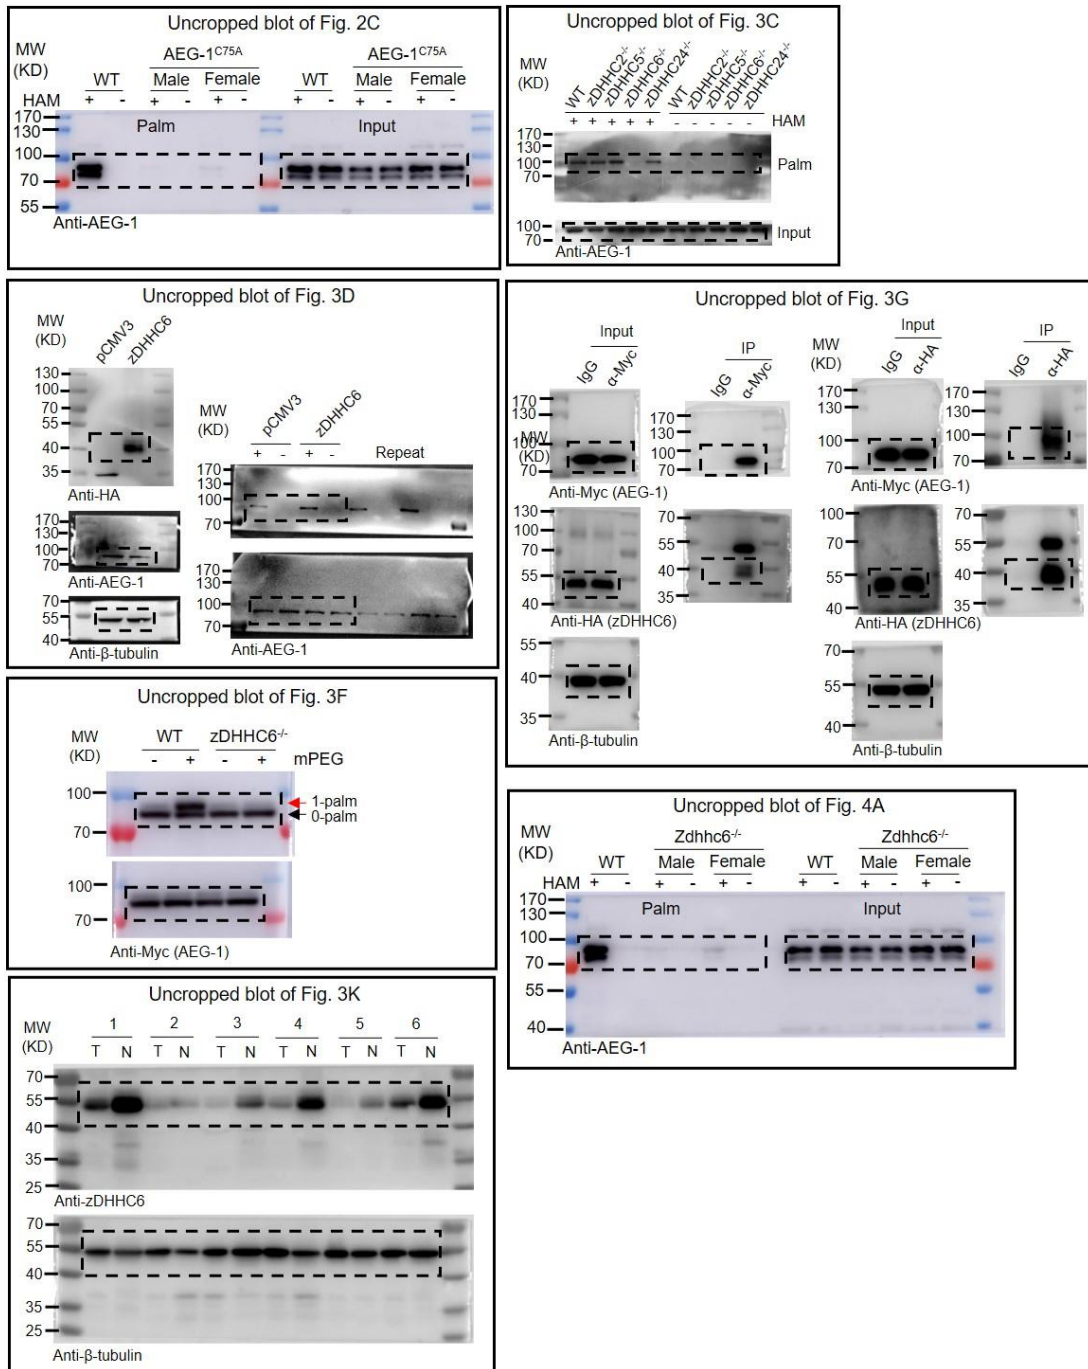 Uncropped blot of Fig. 2C
MW
(KD)
AEG-1C75A
AEG-1C75A
WT
Male
Female
WT
Male
Female
HAM
+ - + - + - + - + - + -
170
130
100
70
55
Palm
Input
Anti-AEG-1
Uncropped blot of Fig. 3C
MW
(KD)
WT
zDHHC2-/-
zDHHC5-/-
zDHHC6-/-
zDHHC24-/-
WT
zDHHC2-/-
zDHHC5-/-
zDHHC6-/-
zDHHC24-/-
+ + + + + - - - - - HAM
170
130
100
70
Palm
100
70
Input
Anti-AEG-1
Uncropped blot of Fig. 3D
MW
(KD)
pCMV3
zDHHC6
130
100
70
55
40
35
Anti-HA
170
130
100
70
Anti-AEG-1
70
55
40
Anti-β-tubulin
MW
(KD)
pCMV3
zDHHC6
+ - + -
Repeat
170
130
100
70
170
130
100
70
Anti-AEG-1
Uncropped blot of Fig. 3G
MW
(KD)
Input
IgG
α-Myc
170
130
100
MW
(KD)
70
IP
IgG
α-Myc
170
130
100
70
Anti-Myc (AEG-1)
130
100
70
55
40
70
55
40
35
Anti-HA (zDHHC6)
55
40
35
Anti-β-tubulin
MW
(KD)
Input
IgG
α-HA
170
130
100
70
IP
IgG
α-HA
170
130
100
70
Anti-Myc (AEG-1)
100
70
55
40
70
55
40
35
Anti-HA (zDHHC6)
70
55
40
Anti-β-tubulin
Uncropped blot of Fig. 3F
MW
(KD)
WT
zDHHC6-/-
- + - + mPEG
100
70
1-palm
0-palm
100
70
Anti-Myc (AEG-1)
Uncropped blot of Fig. 4A
MW
(KD)
Zdhhc6-/-
Zdhhc6-/-
WT
Male
Female
WT
Male
Female
HAM
+ - + - + - + - + - + -
170
130
100
70
55
40
Palm
Input
Anti-AEG-1
Uncropped blot of Fig. 3K
MW
(KD)
1 2 3 4 5 6
T N T N T N T N T N T N
70
55
40
35
25
Anti-zDHHC6
70
55
40
35
25
Anti-β-tubulin